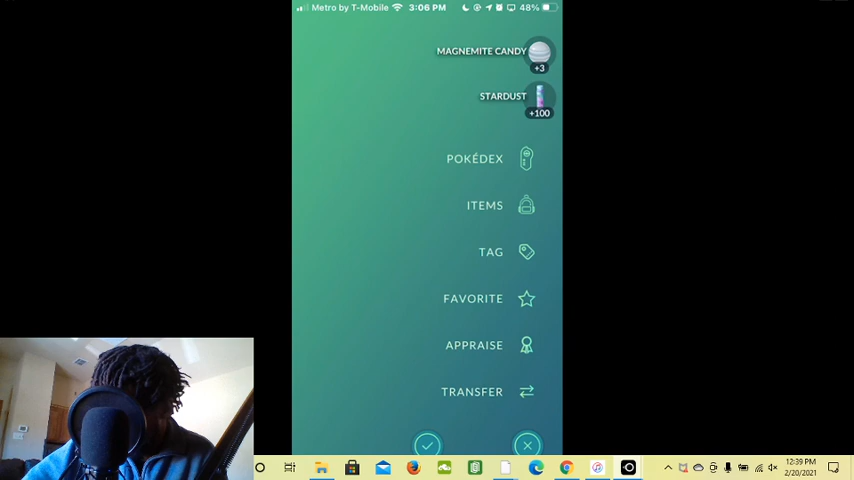 Metro by T-Mobile 3:06 PM 48%
MAGNEMITE CANDY
+3
STARDUST
+100
POKÉDEX
ITEMS
TAG
FAVORITE
APPRAISE
TRANSFER
12:39 PM
2/20/2021